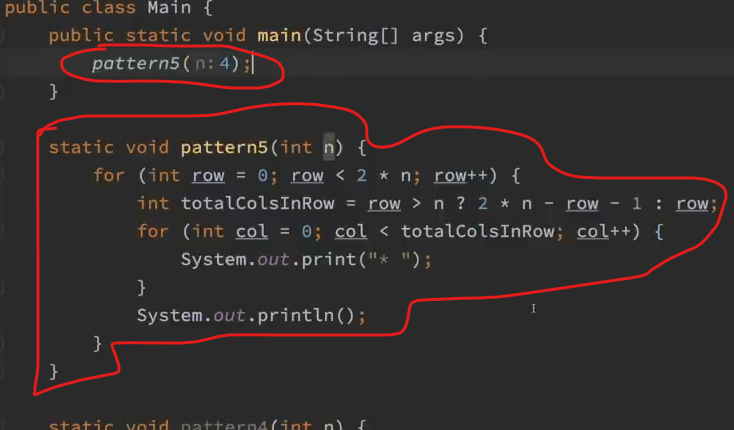 public class Main {
public static void main(String[] args) {
pattern5( n: 4);
}
static void pattern5(int n) {
for (int row = 0; row < 2 * n; row++) {
int totalColsInRow = row > n ? 2 * n - row - 1 : row;
for (int col = 0; col < totalColsInRow; col++) {
System.out.print("* ");
}
System.out.println();
}
}
static void pattern4(int n) {